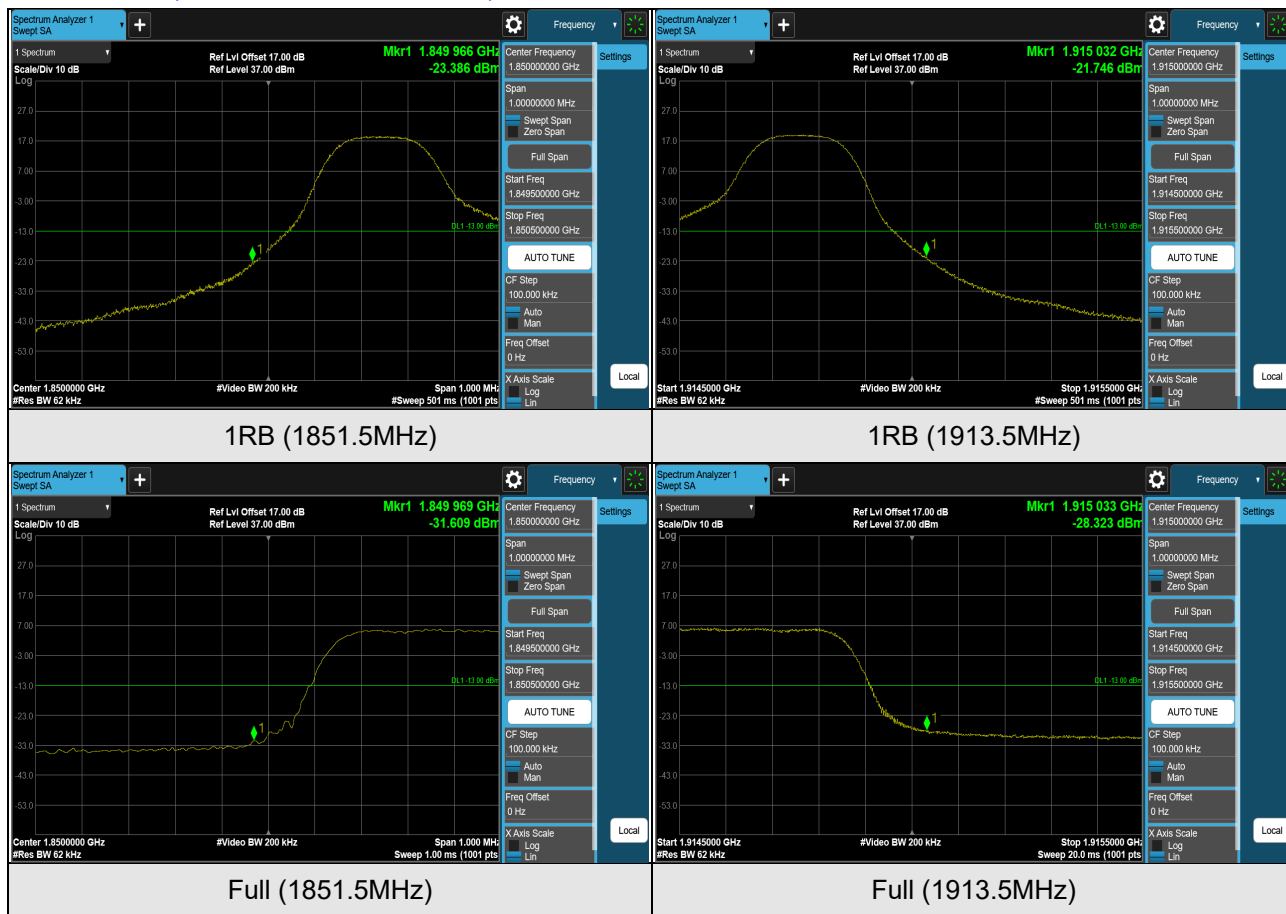 Spectrum Analyzer 1
Swept SA
+
Frequency
1 Spectrum
Scale/Div 10 dB
Log
Ref Lvl Offset 17.00 dB
Ref Level 37.00 dBm
Mkr1 1.849 966 GHz
-23.386 dBm
27.0
17.0
7.00
-3.00
-13.0
-23.0
-33.0
-43.0
-53.0
DL1 -13.00 dBm
1
Center 1.8500000 GHz
#Res BW 62 kHz
#Video BW 200 kHz
Span 1.000 MHz
#Sweep 501 ms (1001 pts
Center Frequency
1.85000000 GHz
Settings
Span
1.00000000 MHz
Swept Span
Zero Span
Full Span
Start Freq
1.849500000 GHz
Stop Freq
1.850500000 GHz
AUTO TUNE
CF Step
100.000 kHz
Auto
Man
Freq Offset
0 Hz
X Axis Scale
Log
Lin
Local
Spectrum Analyzer 1
Swept SA
+
Frequency
1 Spectrum
Scale/Div 10 dB
Log
Ref Lvl Offset 17.00 dB
Ref Level 37.00 dBm
Mkr1 1.915 032 GHz
-21.746 dBm
27.0
17.0
7.00
-3.00
-13.0
-23.0
-33.0
-43.0
-53.0
DL1 -13.00 dBm
1
Start 1.9145000 GHz
#Res BW 62 kHz
#Video BW 200 kHz
Stop 1.9155000 GHz
#Sweep 501 ms (1001 pts
Center Frequency
1.915000000 GHz
Settings
Span
1.00000000 MHz
Swept Span
Zero Span
Full Span
Start Freq
1.914500000 GHz
Stop Freq
1.915500000 GHz
AUTO TUNE
CF Step
100.000 kHz
Auto
Man
Freq Offset
0 Hz
X Axis Scale
Log
Lin
Local
1RB (1851.5MHz)
1RB (1913.5MHz)
Spectrum Analyzer 1
Swept SA
+
Frequency
1 Spectrum
Scale/Div 10 dB
Log
Ref Lvl Offset 17.00 dB
Ref Level 37.00 dBm
Mkr1 1.849 969 GHz
-31.609 dBm
27.0
17.0
7.00
-3.00
-13.0
-23.0
-33.0
-43.0
-53.0
DL1 -13.00 dBm
1
Center 1.8500000 GHz
#Res BW 62 kHz
#Video BW 200 kHz
Span 1.000 MHz
Sweep 1.00 ms (1001 pts
Center Frequency
1.850000000 GHz
Settings
Span
1.00000000 MHz
Swept Span
Zero Span
Full Span
Start Freq
1.849500000 GHz
Stop Freq
1.850500000 GHz
AUTO TUNE
CF Step
100.000 kHz
Auto
Man
Freq Offset
0 Hz
X Axis Scale
Log
Lin
Local
Spectrum Analyzer 1
Swept SA
+
Frequency
1 Spectrum
Scale/Div 10 dB
Log
Ref Lvl Offset 17.00 dB
Ref Level 37.00 dBm
Mkr1 1.915 033 GHz
-28.323 dBm
27.0
17.0
7.00
-3.00
-13.0
-23.0
-33.0
-43.0
-53.0
DL1 -13.00 dBm
1
Start 1.9145000 GHz
#Res BW 62 kHz
#Video BW 200 kHz
Stop 1.9155000 GHz
Sweep 20.0 ms (1001 pts
Center Frequency
1.915000000 GHz
Settings
Span
1.00000000 MHz
Swept Span
Zero Span
Full Span
Start Freq
1.914500000 GHz
Stop Freq
1.915500000 GHz
AUTO TUNE
CF Step
100.000 kHz
Auto
Man
Freq Offset
0 Hz
X Axis Scale
Log
Lin
Local
Full (1851.5MHz)
Full (1913.5MHz)